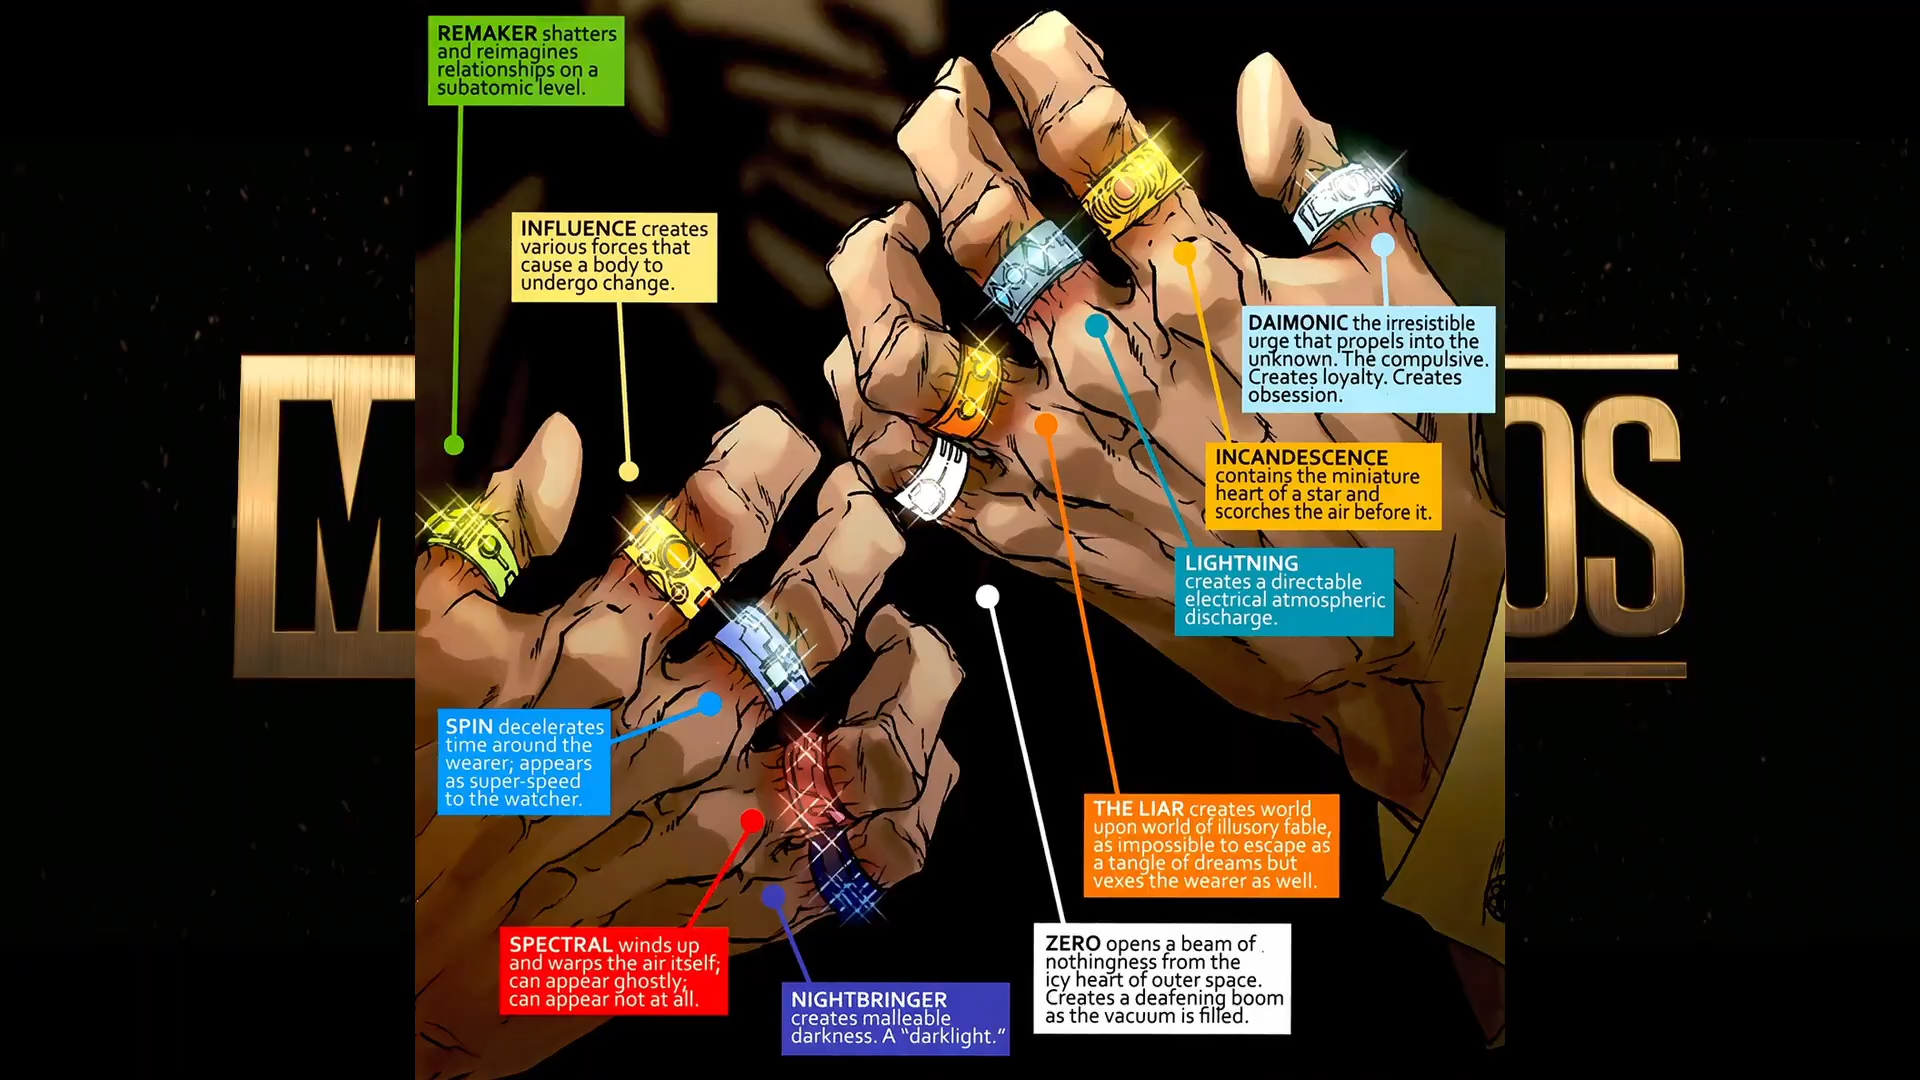 REMAKER shatters
and reimagines
relationships on a
subatomic level.
INFLUENCE creates
various forces that
cause a body to
undergo change.
DAIMONIC the irresistible
urge that propels into the
unknown. The compulsive.
Creates loyalty. Creates
obsession.
M
OS
INCANDESCENCE
contains the miniature
heart of a star and
scorches the air before it.
LIGHTNING
creates a directable
electrical atmospheric
discharge.
SPIN decelerates
time around the
wearer; appears
as super-speed
to the watcher.
THE LIAR creates world
upon world of illusory fable,
as impossible to escape as
a tangle of dreams but
vexes the wearer as well.
SPECTRAL winds up
and warps the air itself;
can appear ghostly;
can appear not at all.
NIGHTBRINGER
creates malleable
darkness. A “darklight.”
ZERO opens a beam of
nothingness from the
icy heart of outer space.
Creates a deafening boom
as the vacuum is filled.